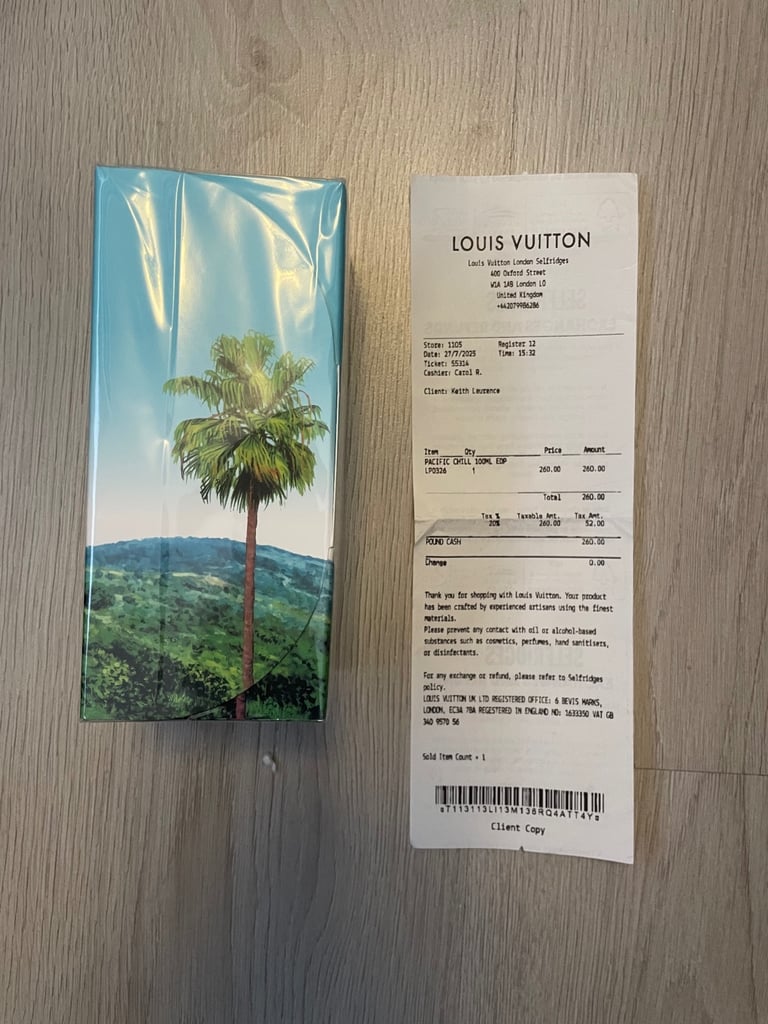 LOUIS VUITTON
Louis Vuitton London Selfridges
400 Oxford Street
W1A 1AB London LO
United Kingdom
+442079986286
Store: 1105 Register 12
Date: 27/7/2025 Time: 15:32
Ticket: 55314
Cashier: Carol R.
Client: Keith Laurence
Item Qty Price Amount
PACIFIC CHILL 100ML EDP
LP0326 1 260.00 260.00
Total 260.00
Tax % Taxable Amt. Tax Amt.
20% 260.00 52.00
POUND CASH 260.00
Change 0.00
Thank you for shopping with Louis Vuitton. Your product
has been crafted by experienced artisans using the finest
materials.
Please prevent any contact with oil or alcohol-based
substances such as cosmetics, perfumes, hand sanitisers,
or disinfectants.
For any exchange or refund, please refer to Selfridges
policy.
LOUIS VUITTON UK LTD REGISTERED OFFICE: 6 BEVIS MARKS,
LONDON, EC3A 7BA REGISTERED IN ENGLAND NO: 1633350 VAT GB
340 9570 56
Sold Item Count = 1
Client Copy